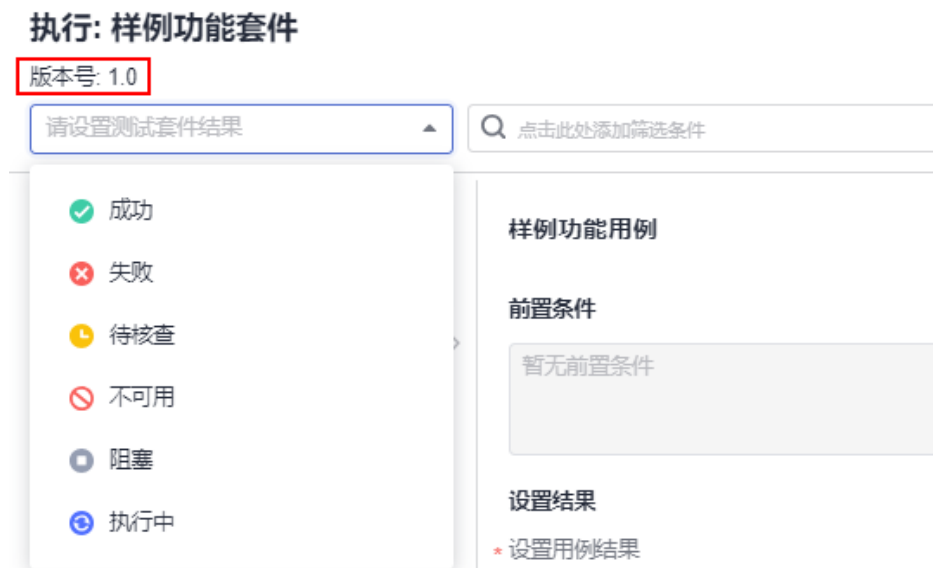 执行: 样例功能套件
版本号: 1.0
请设置测试套件结果
点击此处添加筛选条件
成功
失败
待核查
不可用
阻塞
执行中
样例功能用例
前置条件
暂无前置条件
设置结果
* 设置用例结果